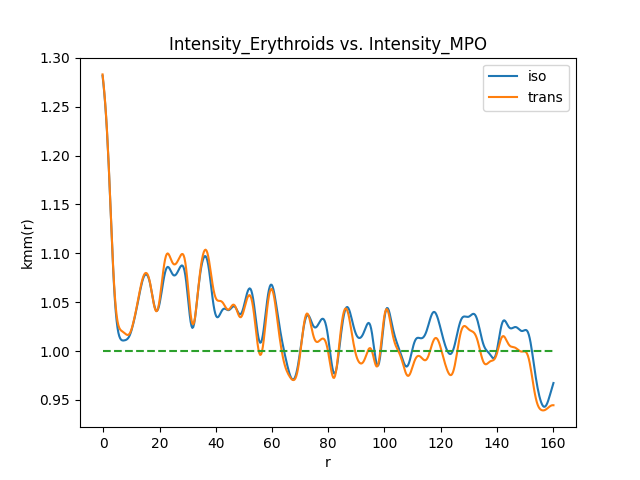 Intensity_Erythroids vs. Intensity_MPO
iso
trans
kmm(r)
1.30
1.25
1.20
1.15
1.10
1.05
1.00
0.95
0 20 40 60 80 100 120 140 160
r